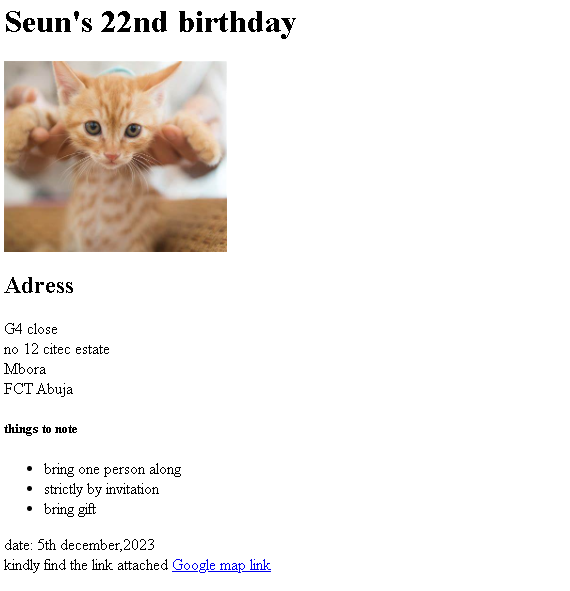 Seun's 22nd birthday
Adress
G4 close
no 12 citec estate
Mbora
FCT Abuja
things to note
bring one person along
strictly by invitation
bring gift
date: 5th december,2023
kindly find the link attached Google map link